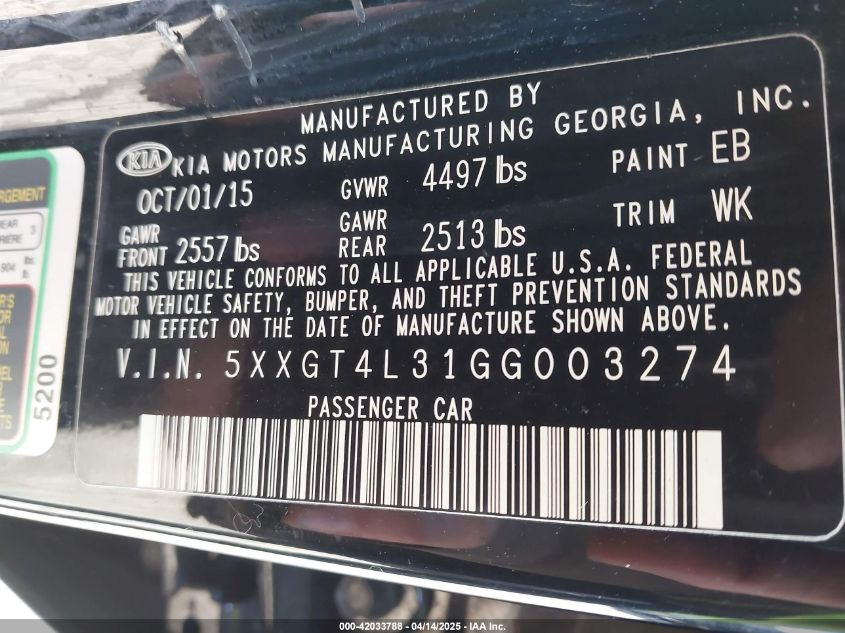 MANUFACTURED BY
KIA KIA MOTORS MANUFACTURING GEORGIA, INC.
OCT/01/15 GVWR 4497 lbs PAINT EB
GAWR FRONT 2557 lbs GAWR REAR 2513 lbs TRIM WK
THIS VEHICLE CONFORMS TO ALL APPLICABLE U.S.A. FEDERAL
MOTOR VEHICLE SAFETY, BUMPER, AND THEFT PREVENTION STANDARDS
IN EFFECT ON THE DATE OF MANUFACTURE SHOWN ABOVE.
V.I.N. 5XXGT4L31GG003274
PASSENGER CAR
5200
000-42033788 - 04/14/2025 - IAA Inc.